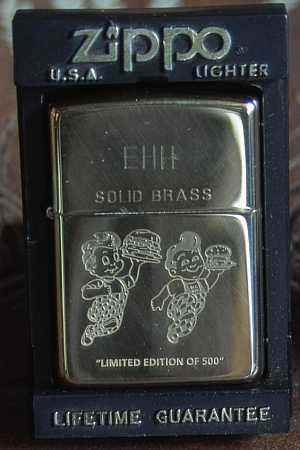 Zippo
U.S.A. LIGHTER
SOLID BRASS
"LIMITED EDITION OF 500"
LIFETIME GUARANTEE